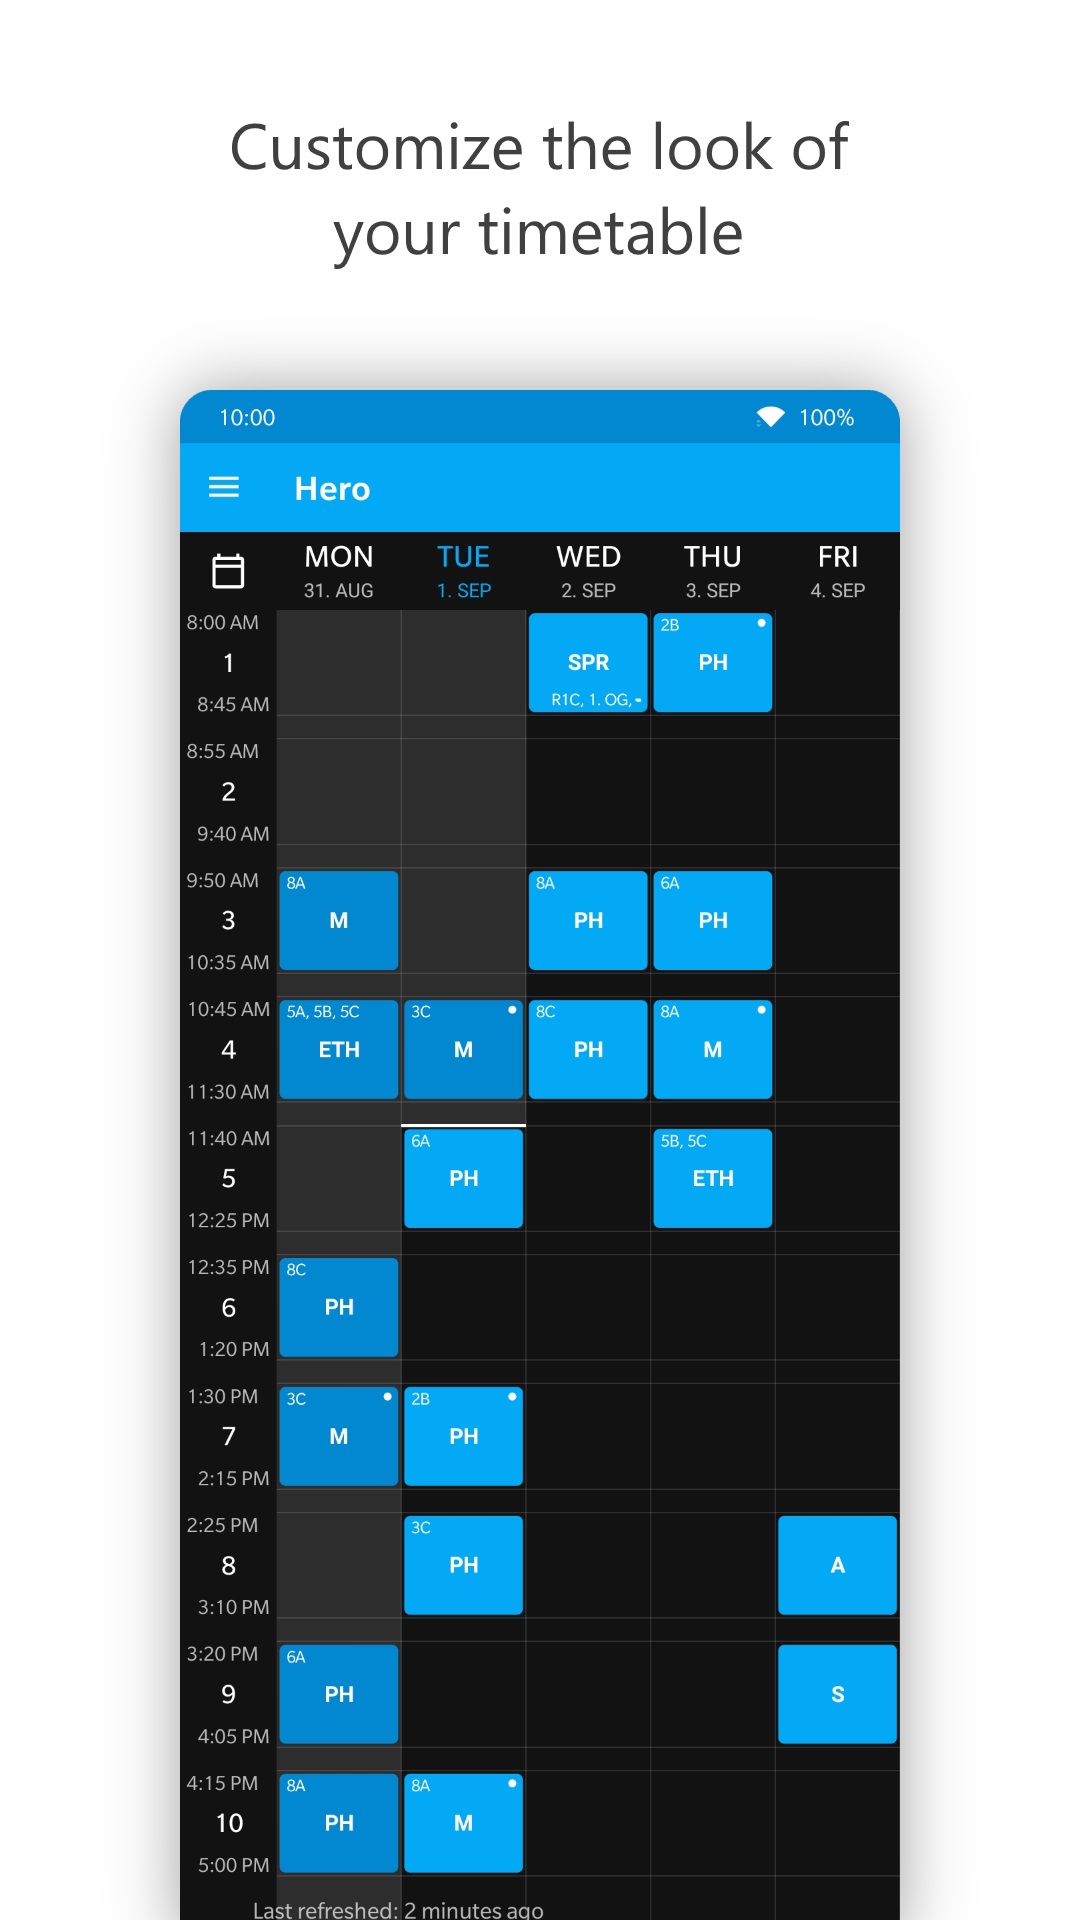 Customize the look of
your timetable
10:00 100%
Hero
MON TUE WED THU FRI
31. AUG 1. SEP 2. SEP 3. SEP 4. SEP
8:00 AM 2B
1 SPR PH
8:45 AM R1C, 1. OG,
8:55 AM
2
9:40 AM
9:50 AM 8A 8A 6A
3 M PH PH
10:35 AM
10:45 AM 5A, 5B, 5C 3C 8C 8A
4 ETH M PH M
11:30 AM
11:40 AM 6A 5B, 5C
5 PH ETH
12:25 PM
12:35 PM 8C
6 PH
1:20 PM
1:30 PM 3C 2B
7 M PH
2:15 PM
2:25 PM 3C
8 PH A
3:10 PM
3:20 PM 6A
9 PH S
4:05 PM
4:15 PM 8A 8A
10 PH M
5:00 PM
Last refreshed: 2 minutes ago